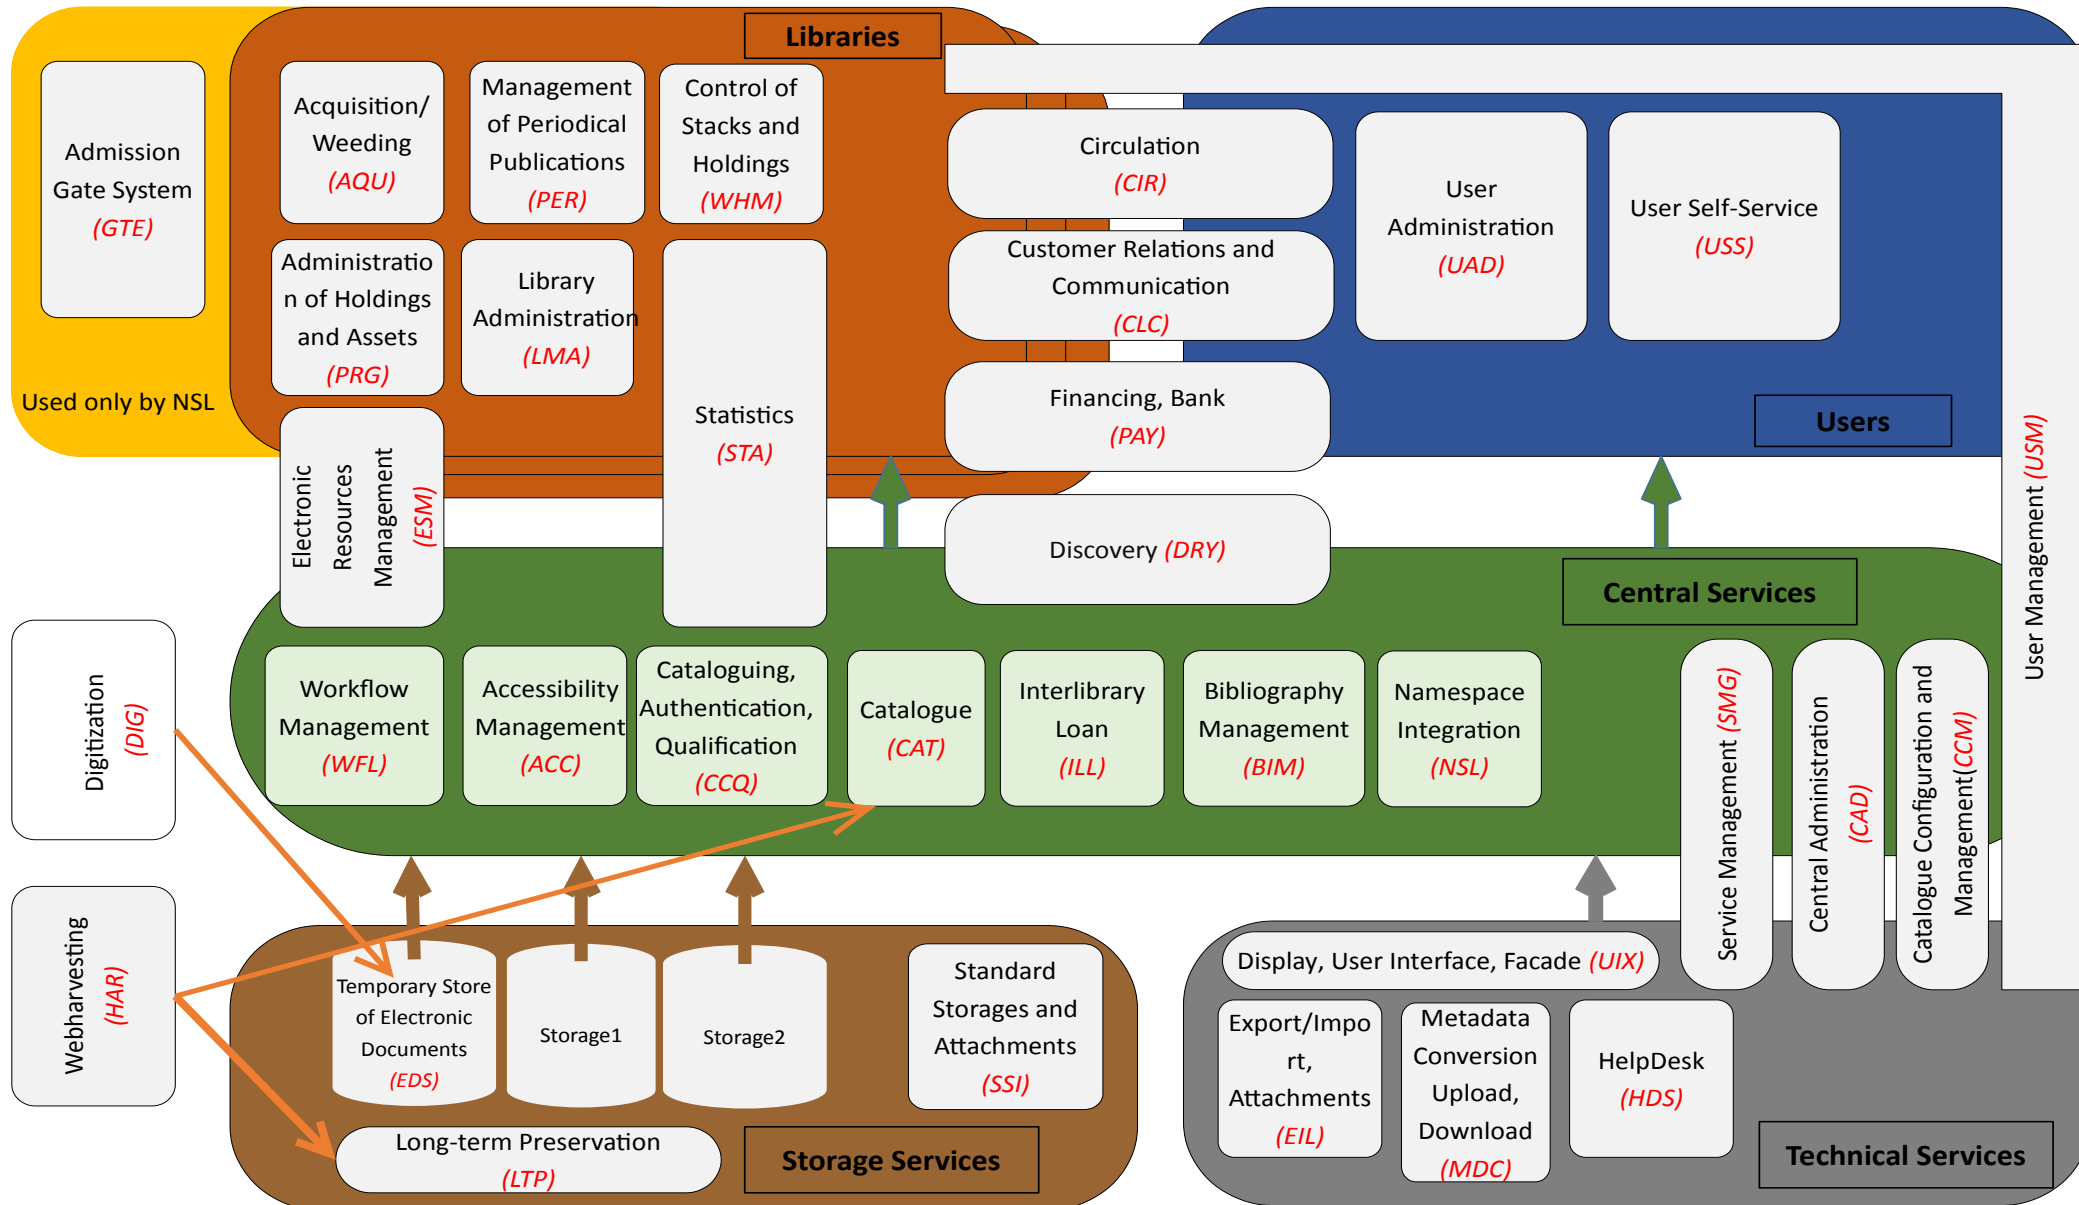 Libraries
Admission
Gate System
(GTE)
Used only by NSL
Acquisition/
Weeding
(AQU)
Management
of Periodical
Publications
(PER)
Control of
Stacks and
Holdings
(WHM)
Administratio
n of Holdings
and Assets
(PRG)
Library
Administration
(LMA)
Statistics
(STA)
Electronic
Resources
Management
(ESM)
Circulation
(CIR)
Customer Relations and
Communication
(CLC)
Financing, Bank
(PAY)
Discovery (DRY)
User
Administration
(UAD)
User Self-Service
(USS)
Users
User Management (USM)
Central Services
Digitization
(DIG)
Webharvesting
(HAR)
Workflow
Management
(WFL)
Accessibility
Management
(ACC)
Cataloguing,
Authentication,
Qualification
(CCQ)
Catalogue
(CAT)
Interlibrary
Loan
(ILL)
Bibliography
Management
(BIM)
Namespace
Integration
(NSL)
Service Management (SMG)
Central Administration
(CAD)
Catalogue Configuration and
Management(CCM)
Temporary Store
of Electronic
Documents
(EDS)
Storage1
Storage2
Standard
Storages and
Attachments
(SSI)
Long-term Preservation
(LTP)
Storage Services
Display, User Interface, Facade (UIX)
Export/Impo
rt,
Attachments
(EIL)
Metadata
Conversion
Upload,
Download
(MDC)
HelpDesk
(HDS)
Technical Services